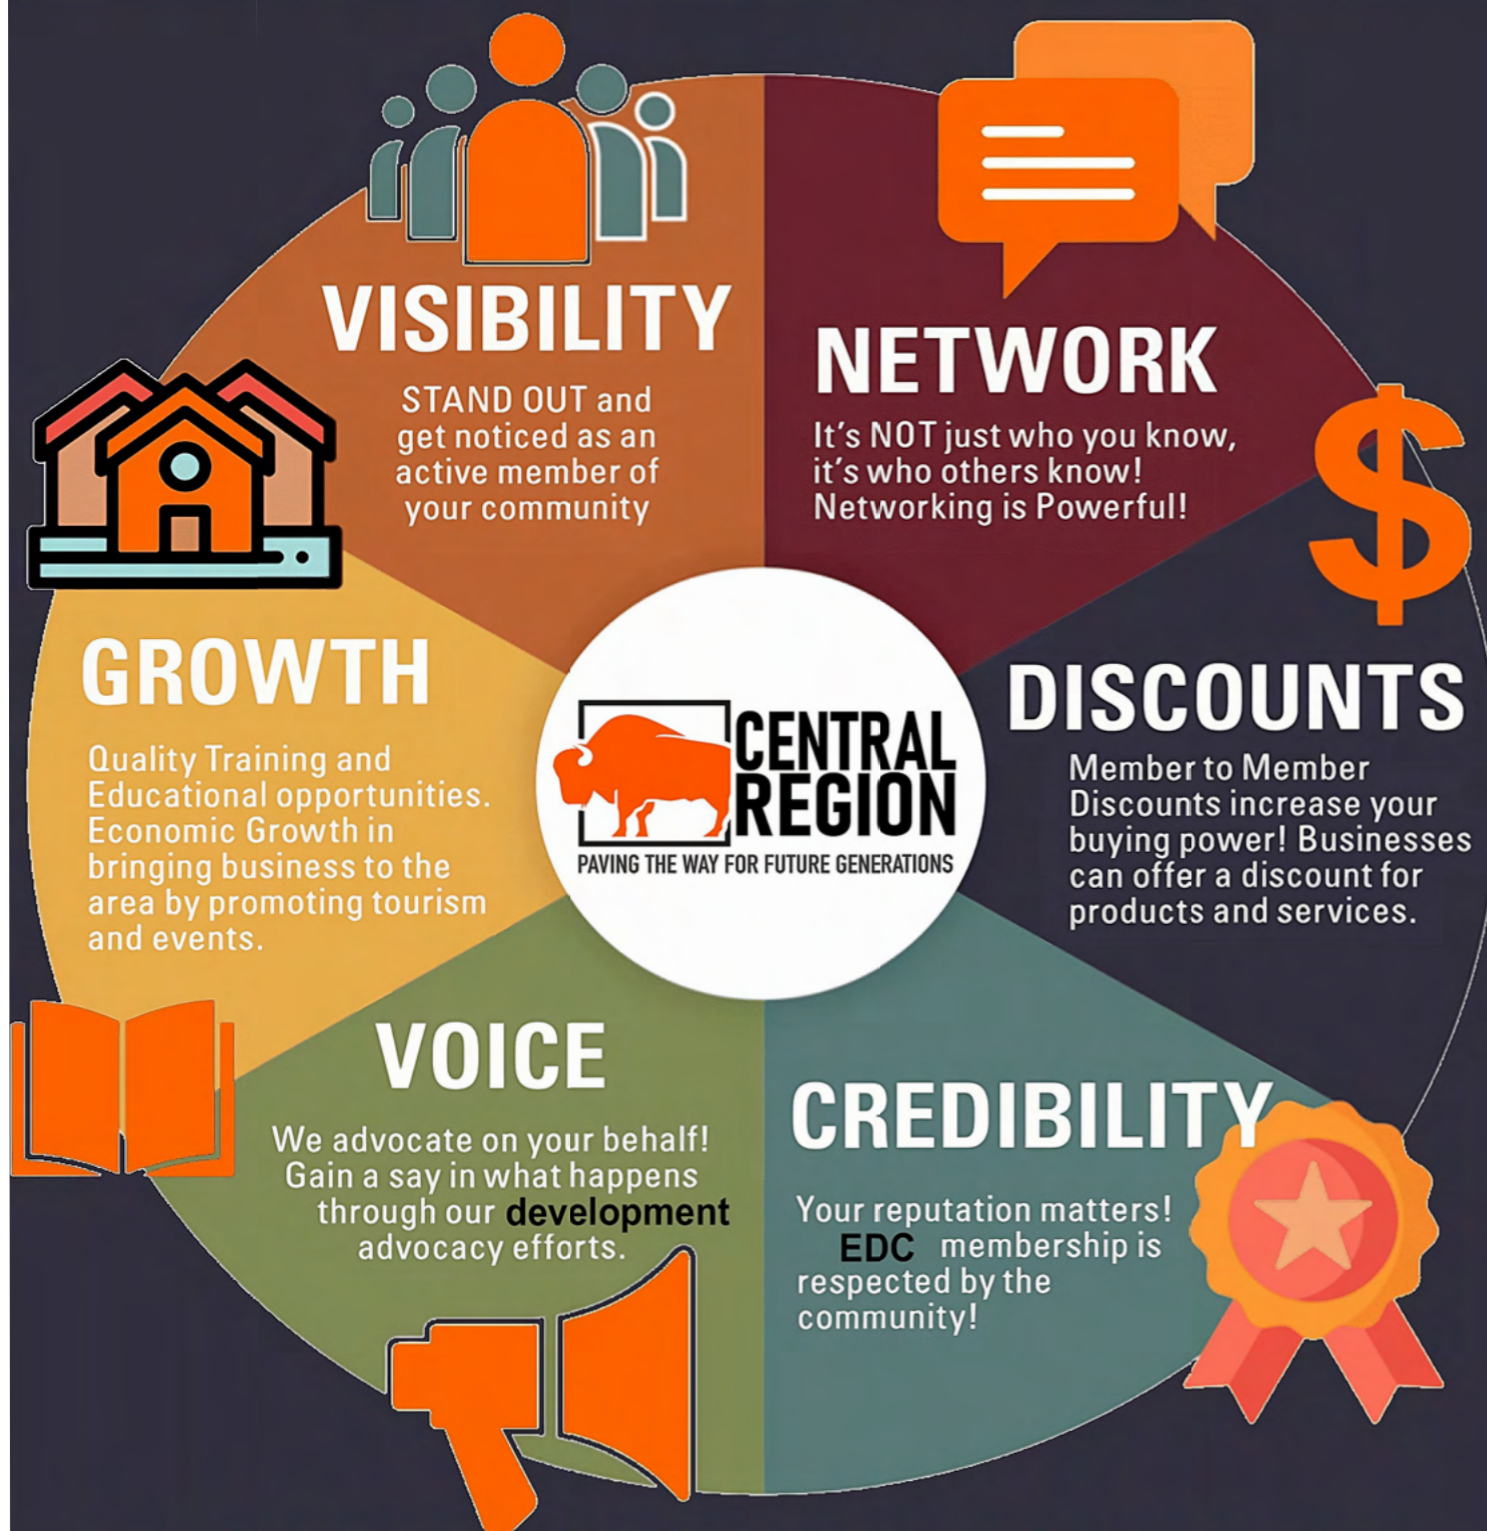 VISIBILITY
STAND OUT and
get noticed as an
active member of
your community
NETWORK
It's NOT just who you know,
it's who others know!
Networking is Powerful!
DISCOUNTS
Member to Member
Discounts increase your
buying power! Businesses
can offer a discount for
products and services.
CREDIBILITY
Your reputation matters!
EDC membership is
respected by the
community!
VOICE
We advocate on your behalf!
Gain a say in what happens
through our development
advocacy efforts.
GROWTH
Quality Training and
Educational opportunities.
Economic Growth in
bringing business to the
area by promoting tourism
and events.
CENTRAL
REGION
PAVING THE WAY FOR FUTURE GENERATIONS